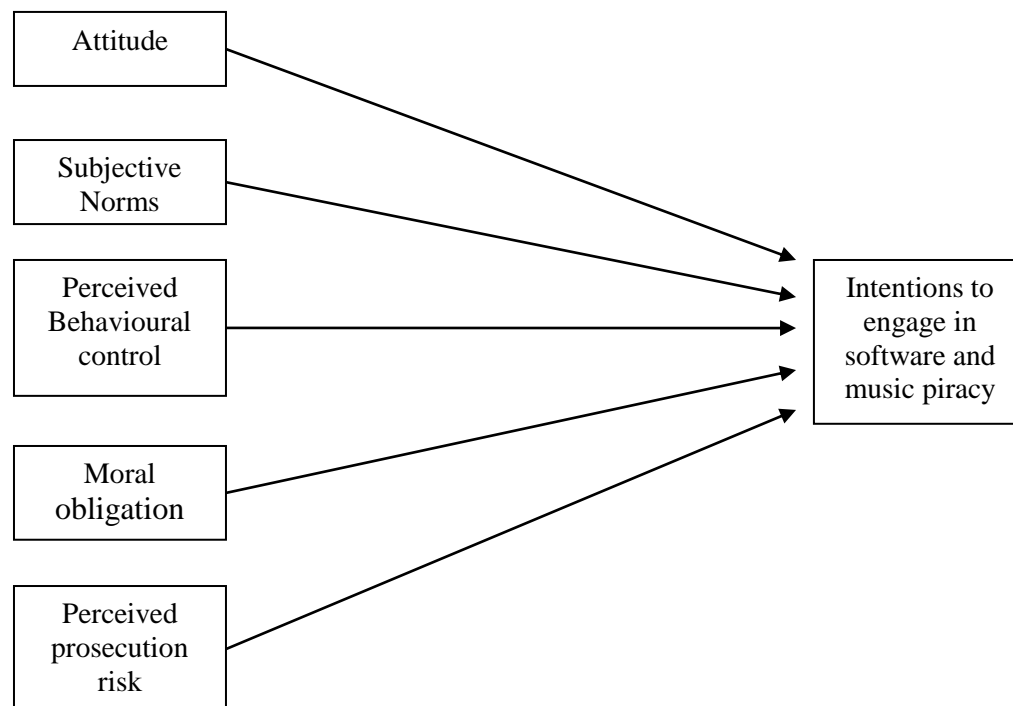 Attitude
Subjective
Norms
Perceived
Behavioural
control
Moral
obligation
Perceived
prosecution
risk
Intentions to
engage in
software and
music piracy